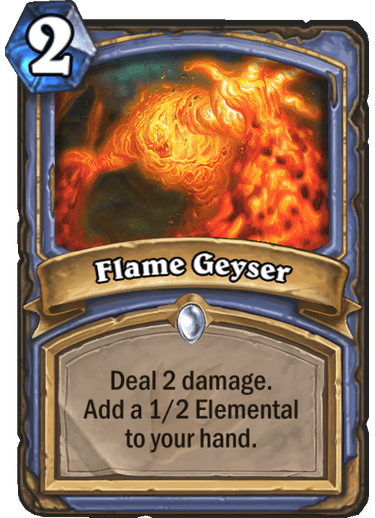 2
Flame Geyser
Deal 2 damage.
Add a 1/2 Elemental
to your hand.